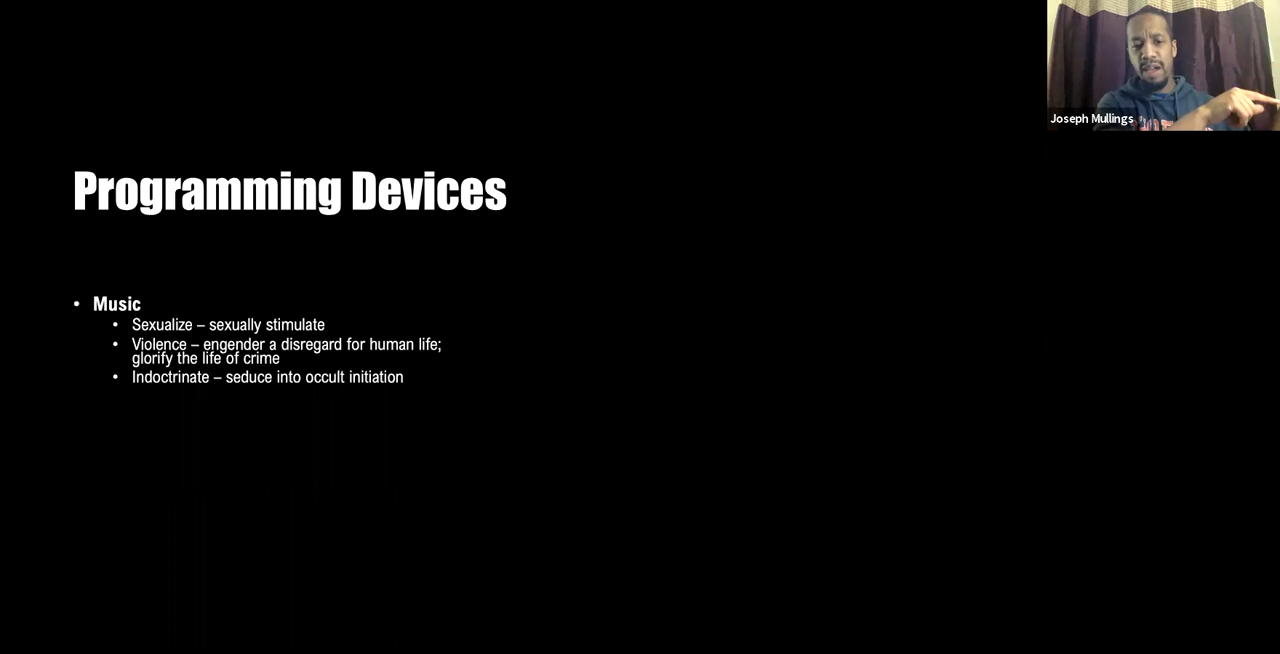 Joseph Mullings
Programming Devices
• Music
• Sexualize – sexually stimulate
• Violence – engender a disregard for human life;
glorify the life of crime
• Indoctrinate – seduce into occult initiation